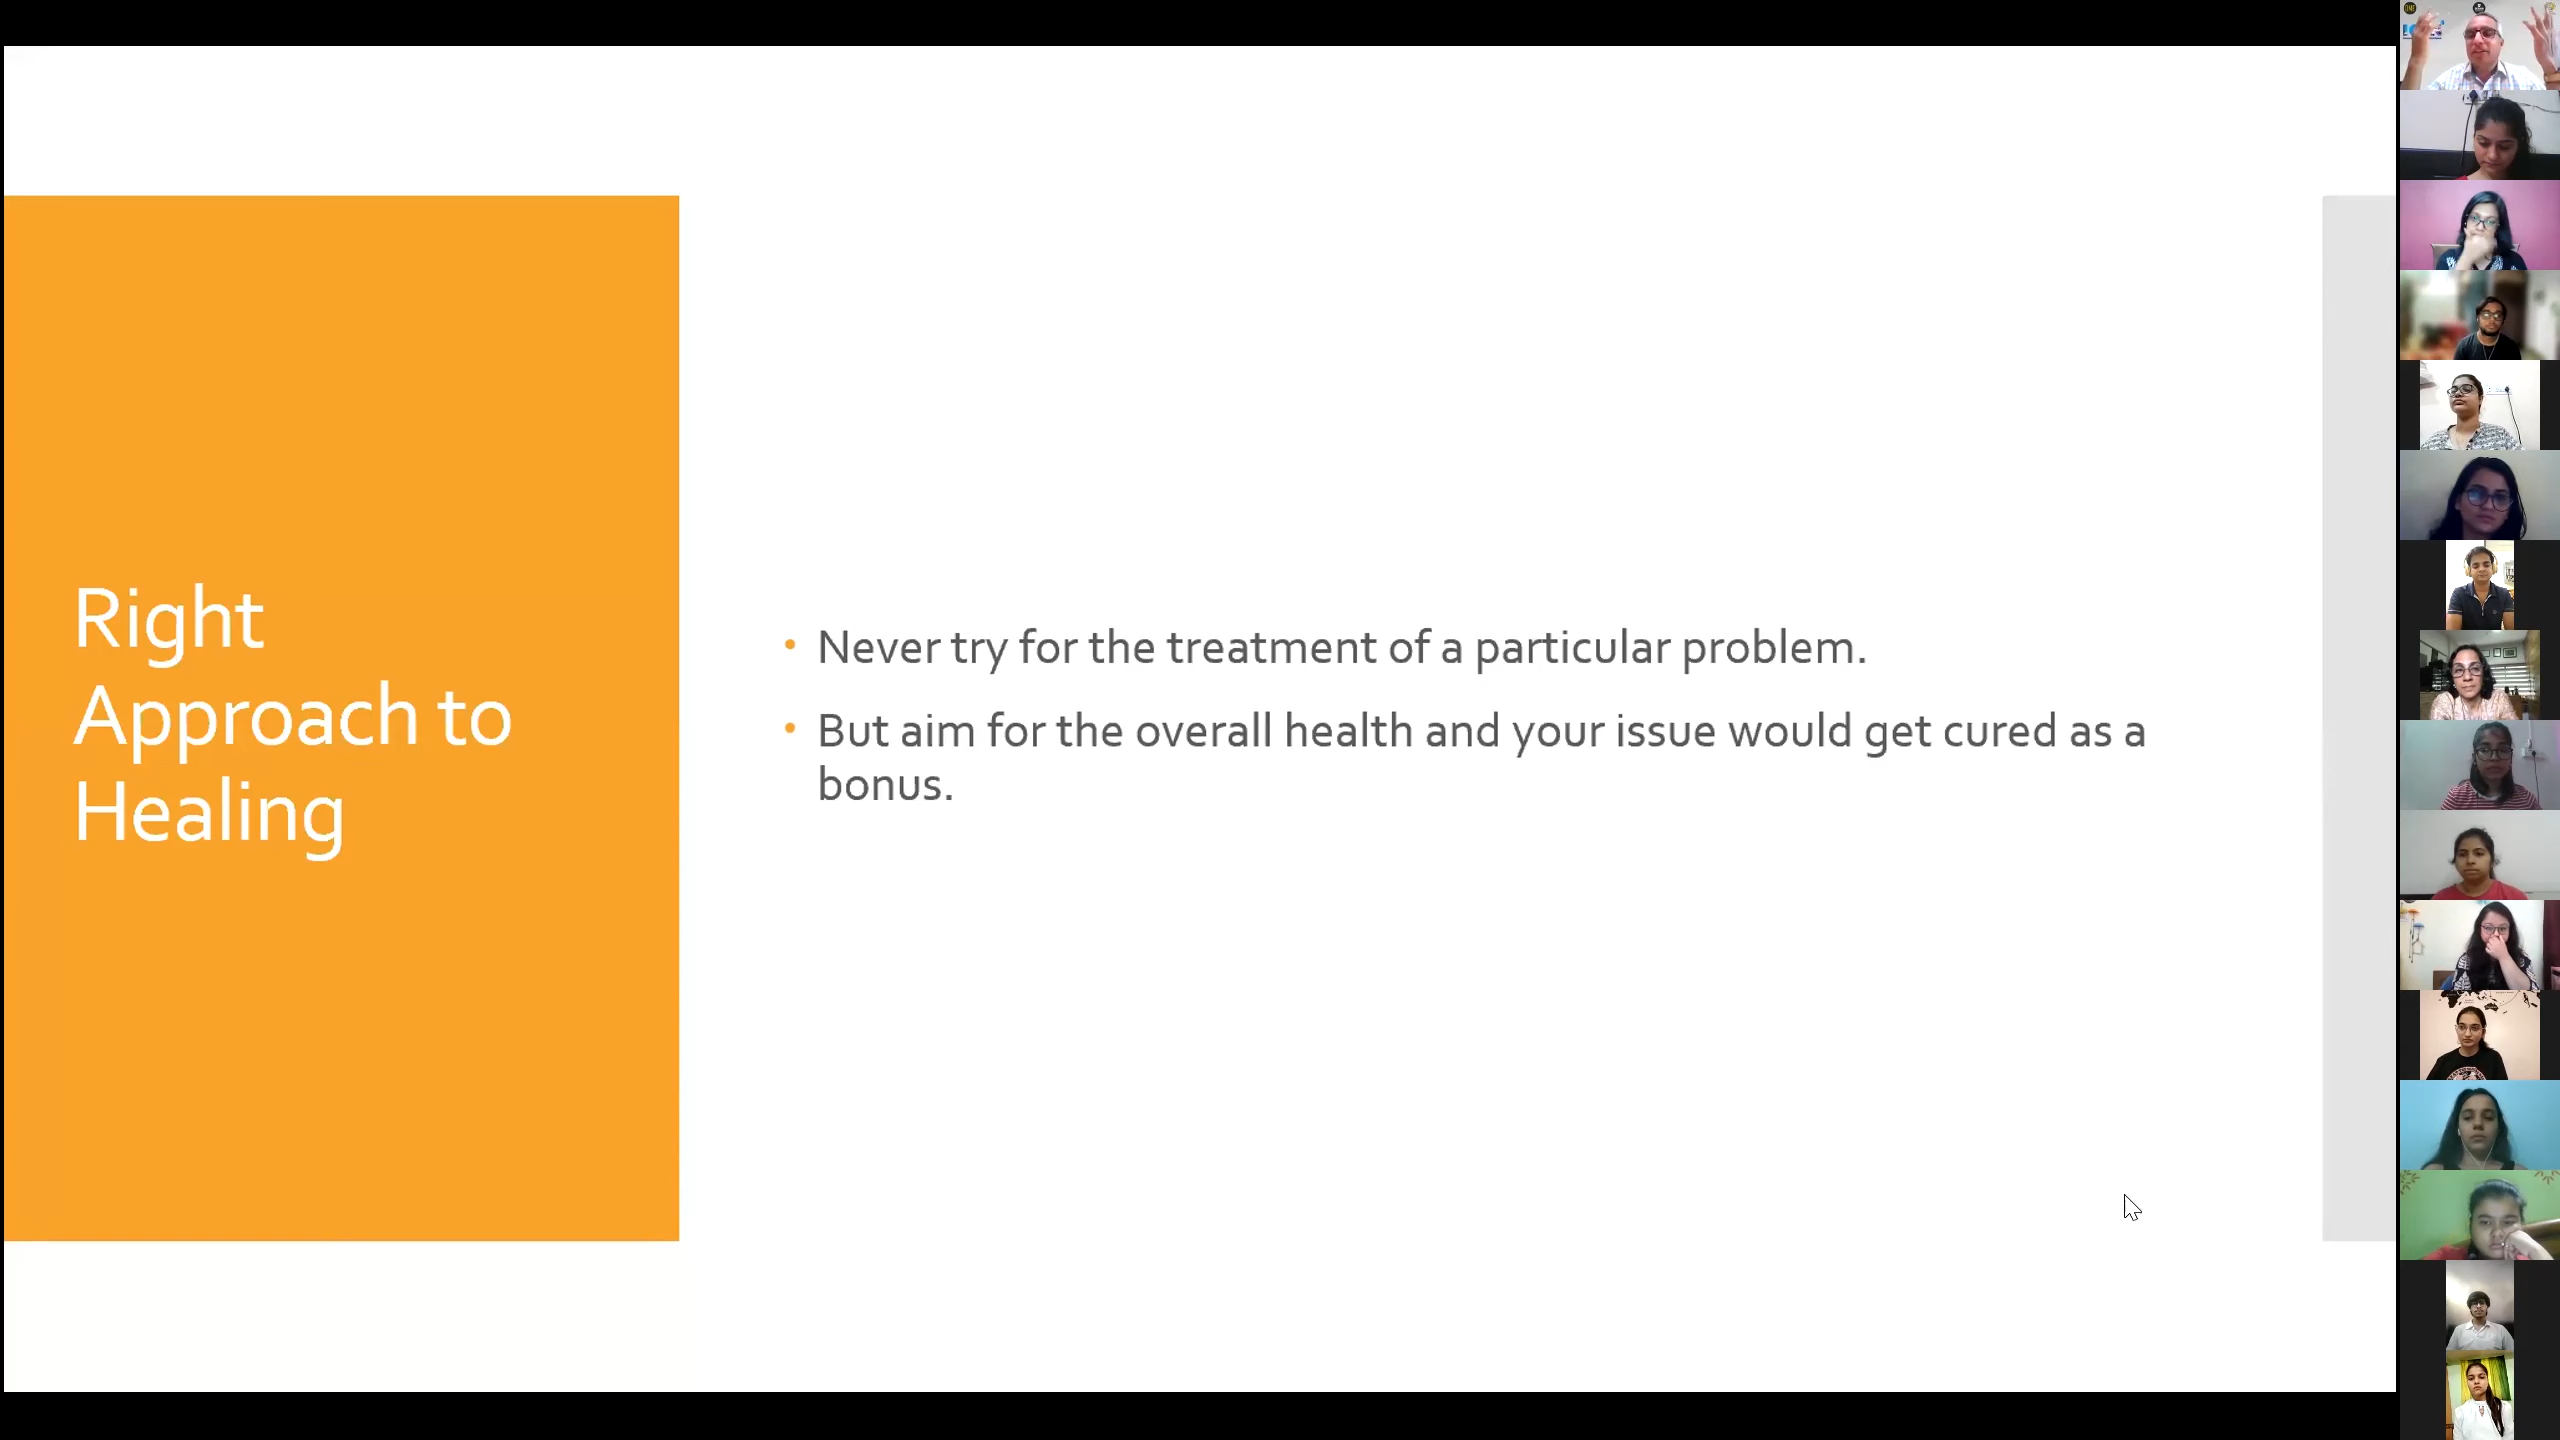 Right
Approach to
Healing
• Never try for the treatment of a particular problem.
• But aim for the overall health and your issue would get cured as a
bonus.